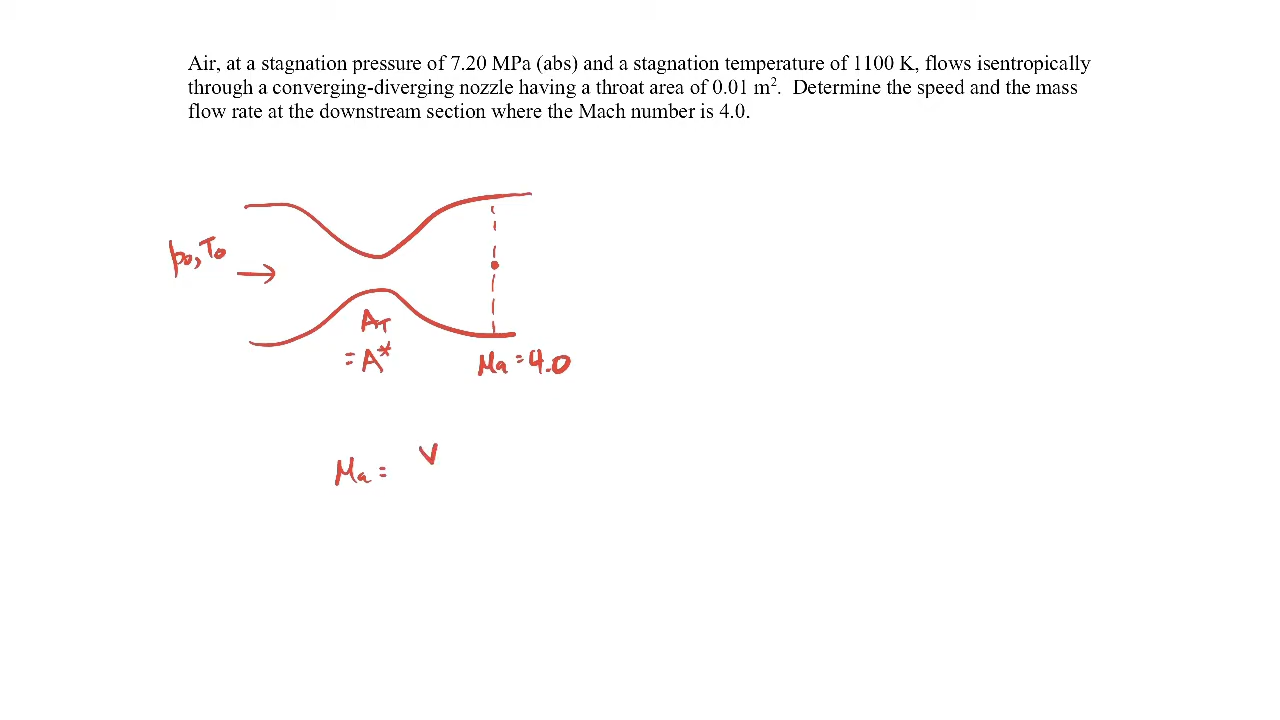 Air, at a stagnation pressure of 7.20 MPa (abs) and a stagnation temperature of 1100 K, flows isentropically
through a converging-diverging nozzle having a throat area of 0.01 m². Determine the speed and the mass
flow rate at the downstream section where the Mach number is 4.0.
p₀, T₀
A_T
= A*
Ma = 4.0
Ma = V